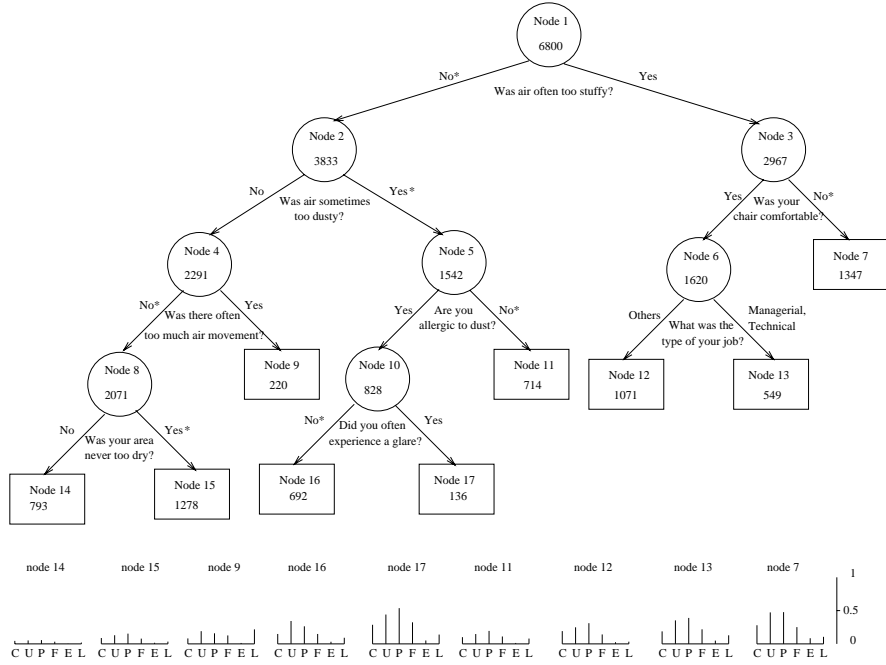 Node 1
6800
No*
Yes
Was air often too stuffy?
Node 2
3833
Node 3
2967
No
Was air sometimes
too dusty?
Yes*
Yes
Was your
chair comfortable?
No*
Node 4
2291
Node 5
1542
Node 6
1620
Node 7
1347
No*
Was there often
too much air movement?
Yes
Yes
Are you
allergic to dust?
No*
Others
What was the
type of your job?
Managerial,
Technical
Node 8
2071
Node 9
220
Node 10
828
Node 11
714
Node 12
1071
Node 13
549
No
Was your area
never too dry?
Yes*
No*
Did you often
experience a glare?
Yes
Node 14
793
Node 15
1278
Node 16
692
Node 17
136
node 14
node 15
node 9
node 16
node 17
node 11
node 12
node 13
node 7
1
0.5
0
C U P F E L
C U P F E L
C U P F E L
C U P F E L
C U P F E L
C U P F E L
C U P F E L
C U P F E L
C U P F E L